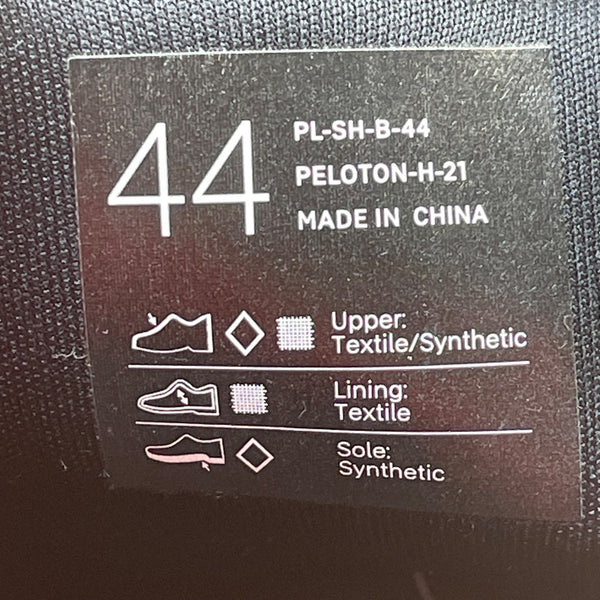 44
PL-SH-B-44
PELOTON-H-21
MADE IN CHINA
Upper:
Textile/Synthetic
Lining:
Textile
Sole:
Synthetic